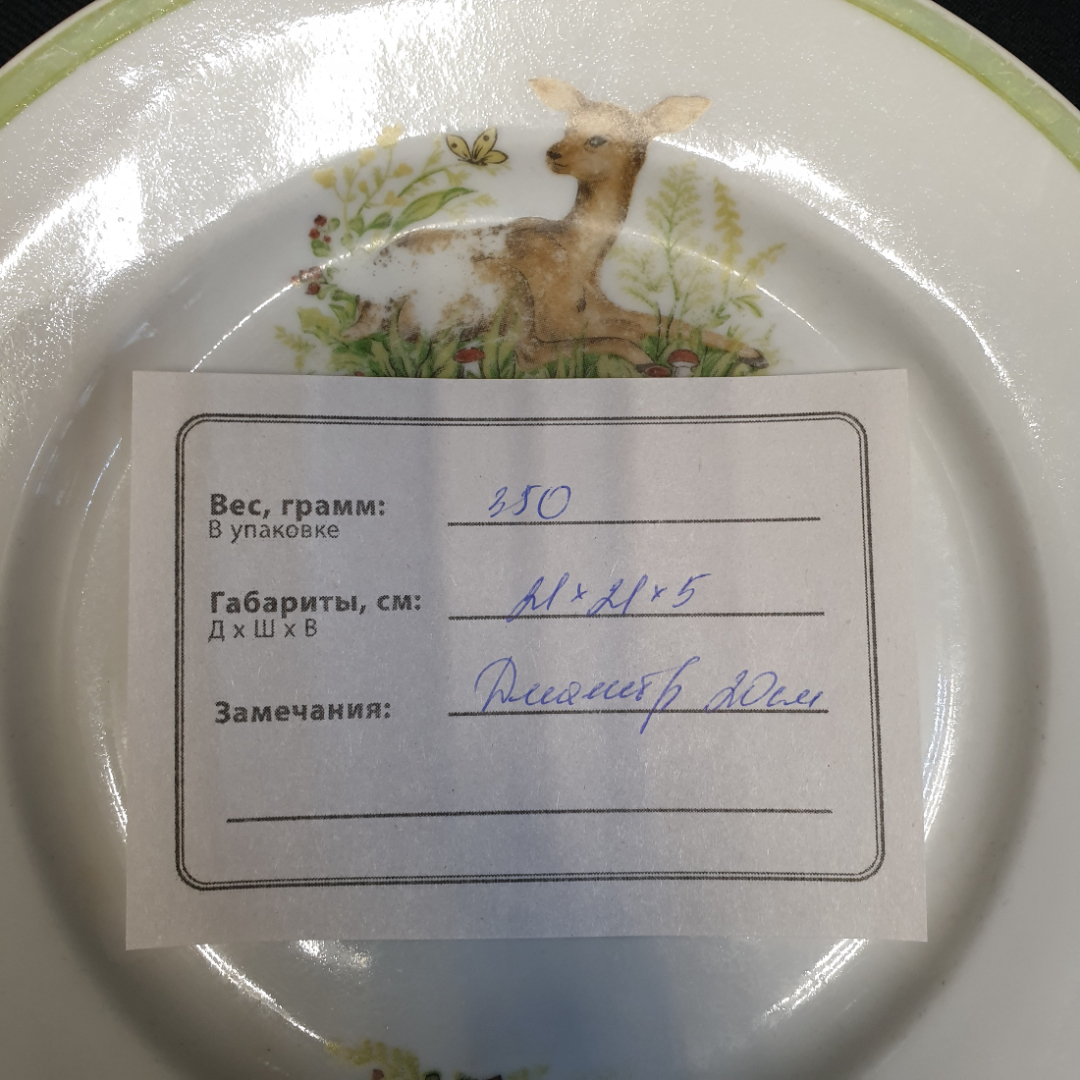 Вес, грамм: 350
В упаковке
Габариты, см: 21 x 21 x 5
Д x Ш x В
Замечания: Диаметр 20см